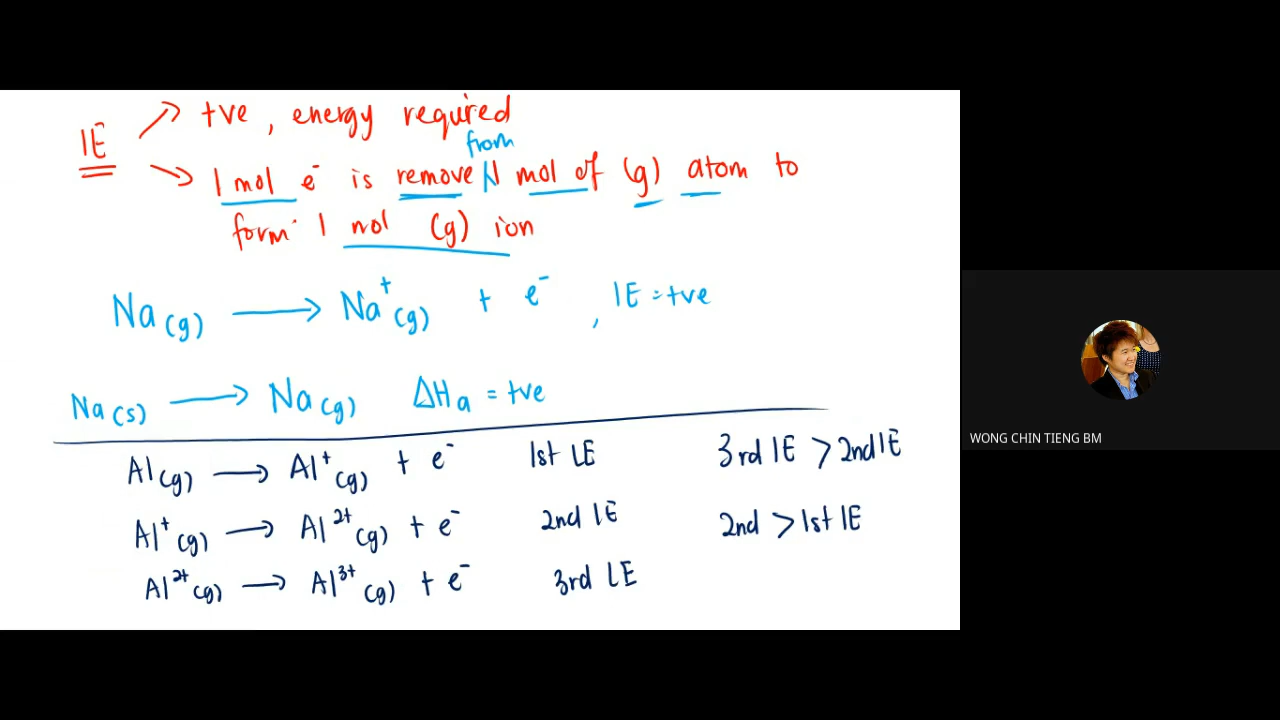 IE → +ve, energy required
from
→ 1 mol e⁻ is remove 1 mol of (g) atom to
form 1 mol (g) ion
Na(g) → Na⁺(g) + e⁻, IE = +ve
Na(s) → Na(g) ΔHa = +ve
Al(g) → Al⁺(g) + e⁻ 1st IE 3rd IE > 2nd IE
Al⁺(g) → Al²⁺(g) + e⁻ 2nd IE 2nd > 1st IE
Al²⁺(g) → Al³⁺(g) + e⁻ 3rd IE
WONG CHIN TIENG BM